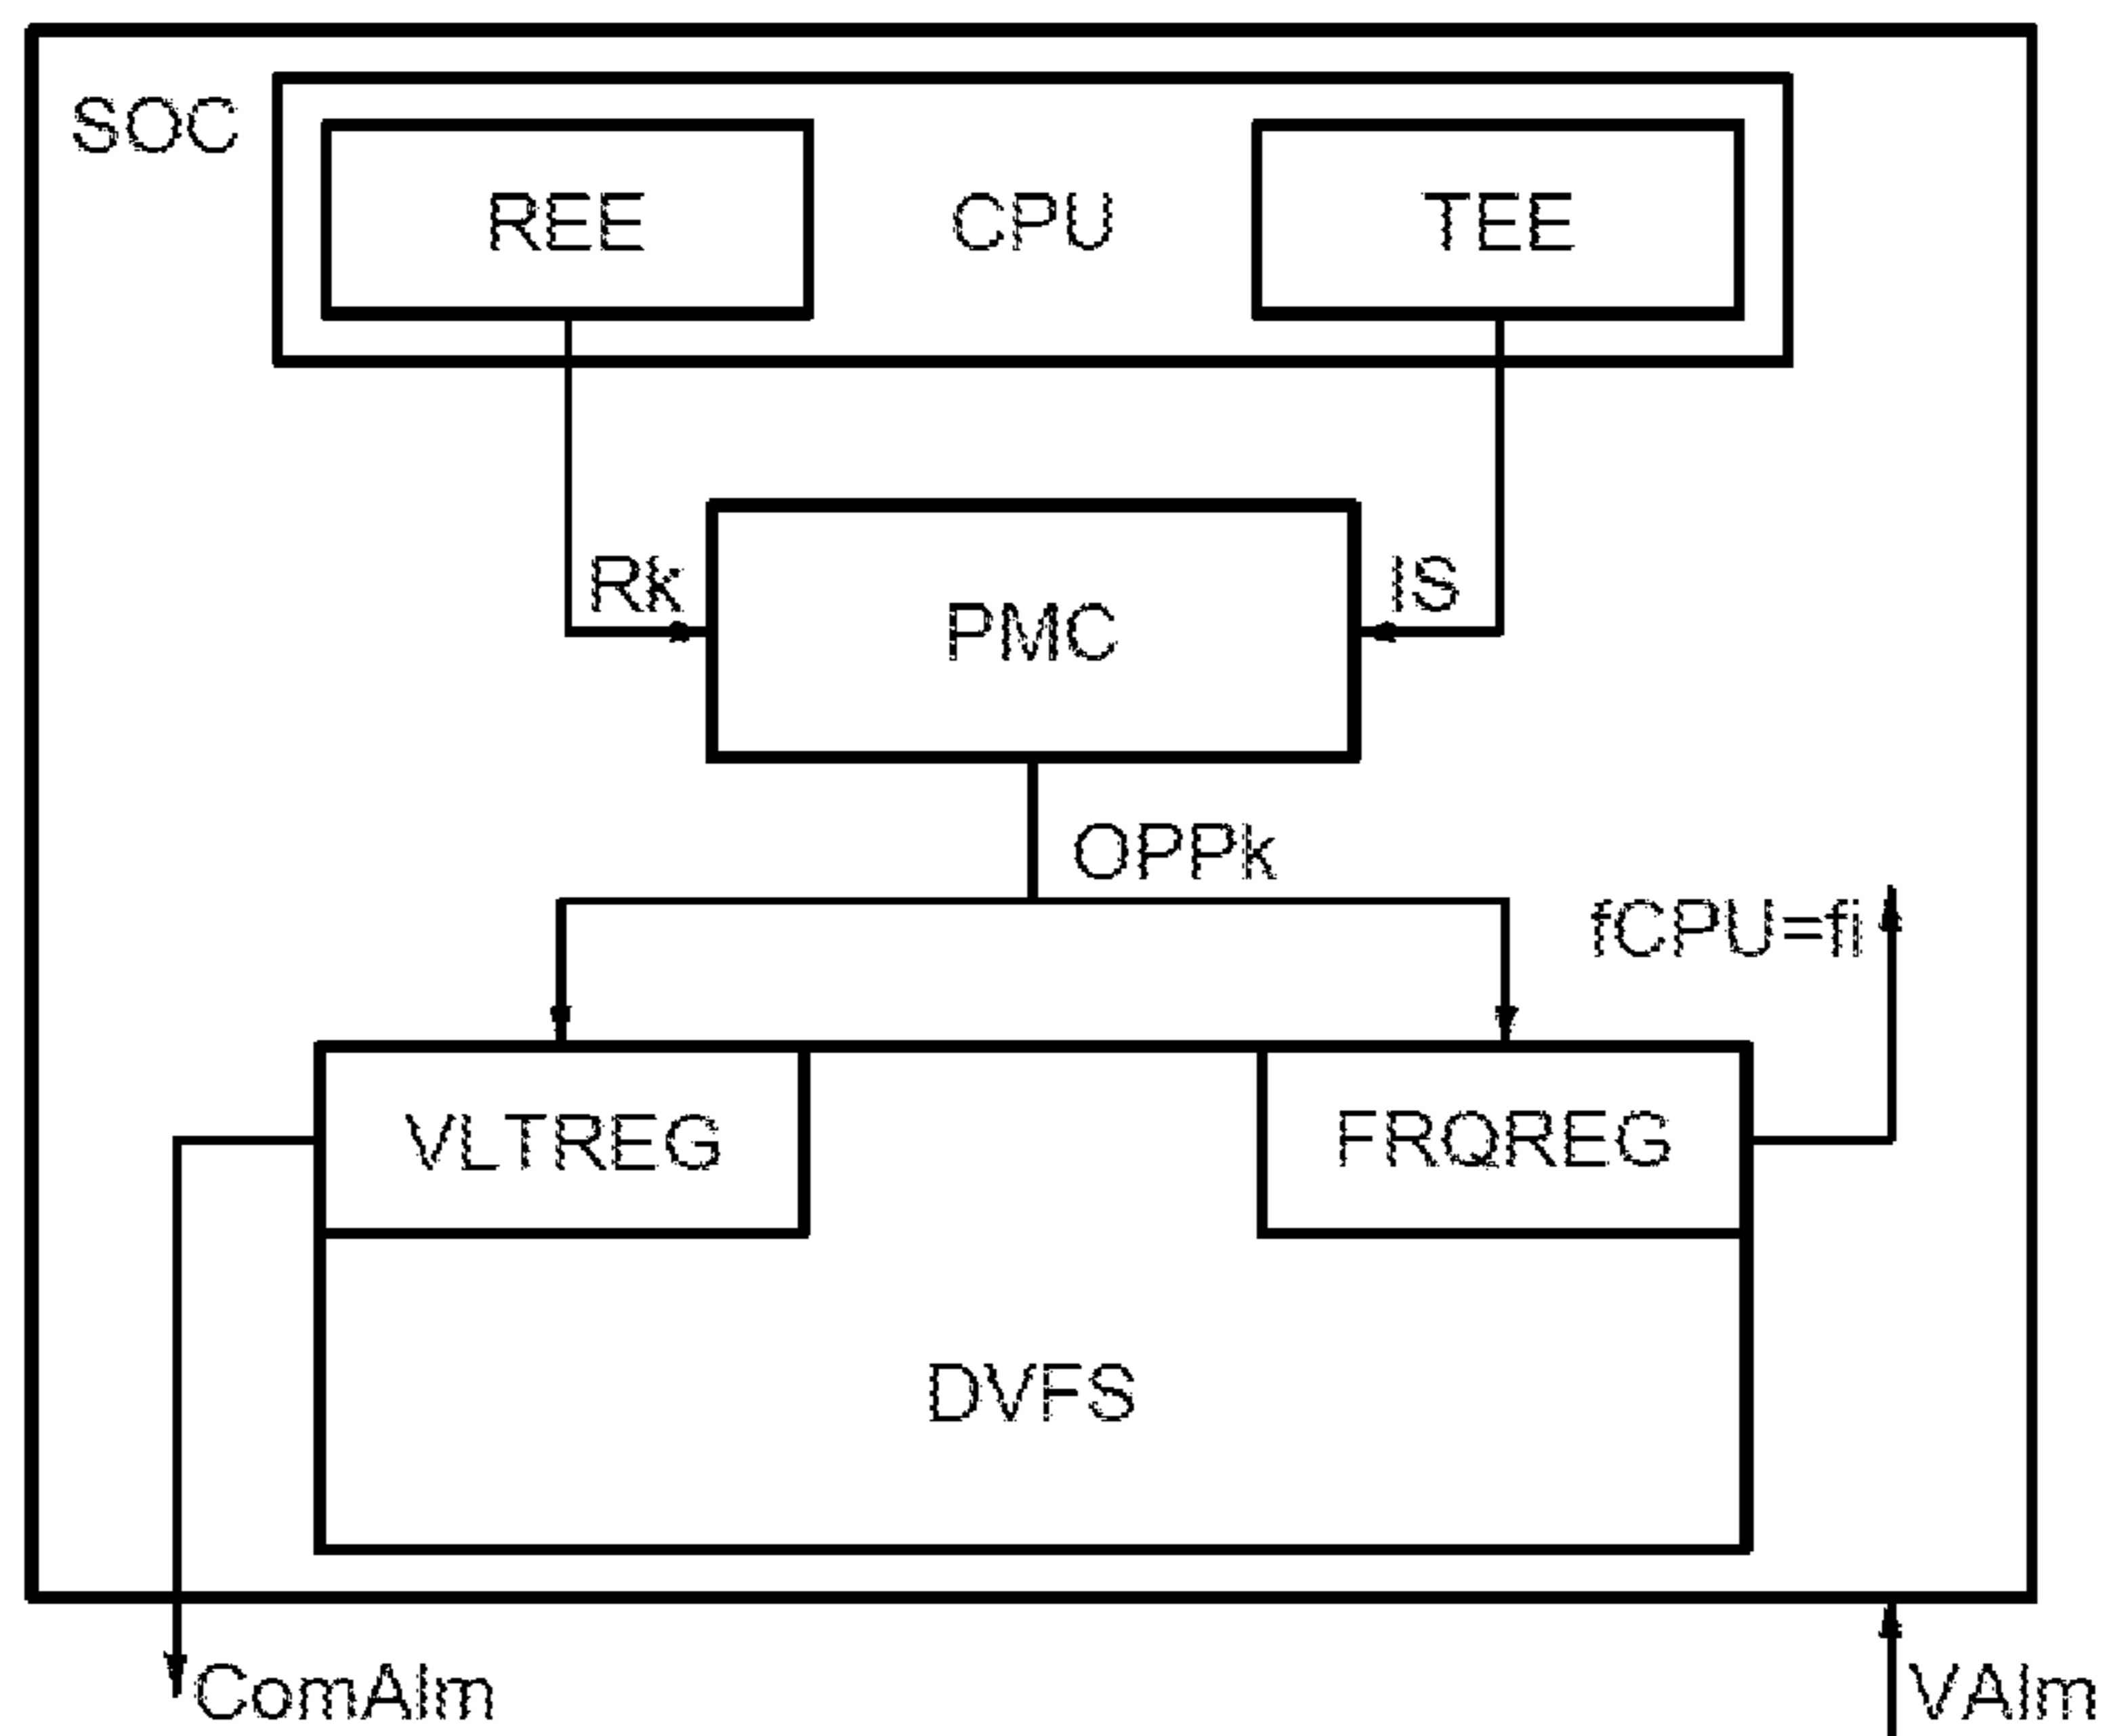 SOC
REE
CPU
TEE
Rk
PMC
IS
OPPk
fCPU=fi
VLTREG
FRQREG
DVFS
ComAlm
VAlm